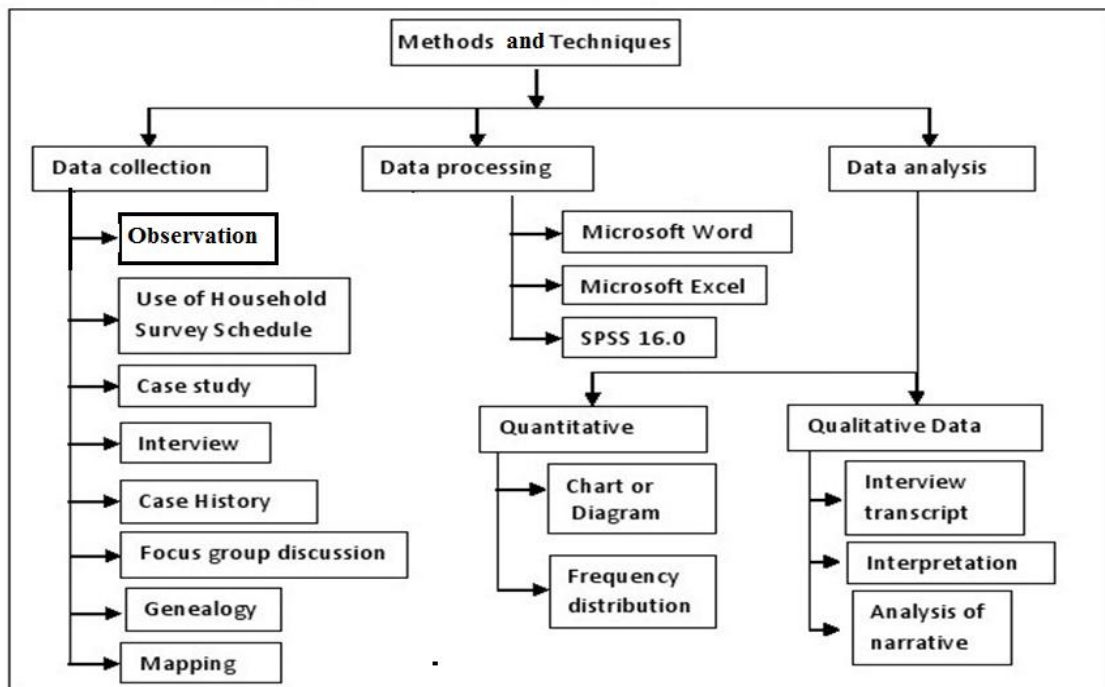 Methods and Techniques
Data collection
Data processing
Data analysis
Observation
Use of Household
Survey Schedule
Case study
Interview
Case History
Focus group discussion
Genealogy
Mapping
Microsoft Word
Microsoft Excel
SPSS 16.0
Quantitative
Chart or
Diagram
Frequency
distribution
Qualitative Data
Interview
transcript
Interpretation
Analysis of
narrative